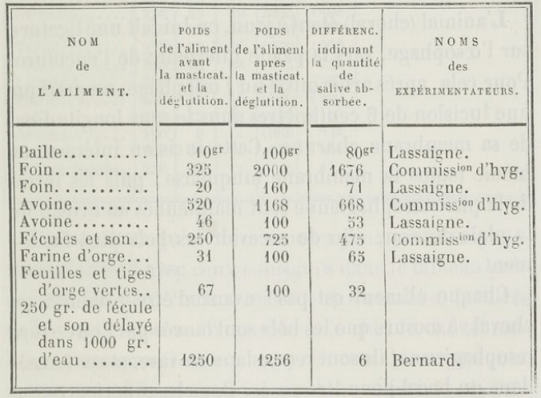 NOM
de
L'ALIMENT.
POIDS
de l'aliment
avant
la masticat.
et la
déglutition.
POIDS
de l'aliment
apres
la masticat.
et la
déglutition.
DIFFÉRENC.
indiquant
la quantité
de
salive ab-
sorbée.
NOMS
des
EXPÉRIMENTATEURS.
Paille.......... 10gr 100gr 80gr Lassaigne.
Foin........... 325 2000 1676 Commission d'hyg.
Foin........... 20 160 71 Lassaigne.
Avoine......... 520 1168 668 Commission d'hyg.
Avoine......... 46 100 53 Lassaigne.
Fécules et son.. 250 725 475 Commission d'hyg.
Farine d'orge... 31 100 65 Lassaigne.
Feuilles et tiges
d'orge vertes.. 67 100 32
250 gr. de fécule
et son délayé
dans 1000 gr.
d'eau........ 1250 1256 6 Bernard.